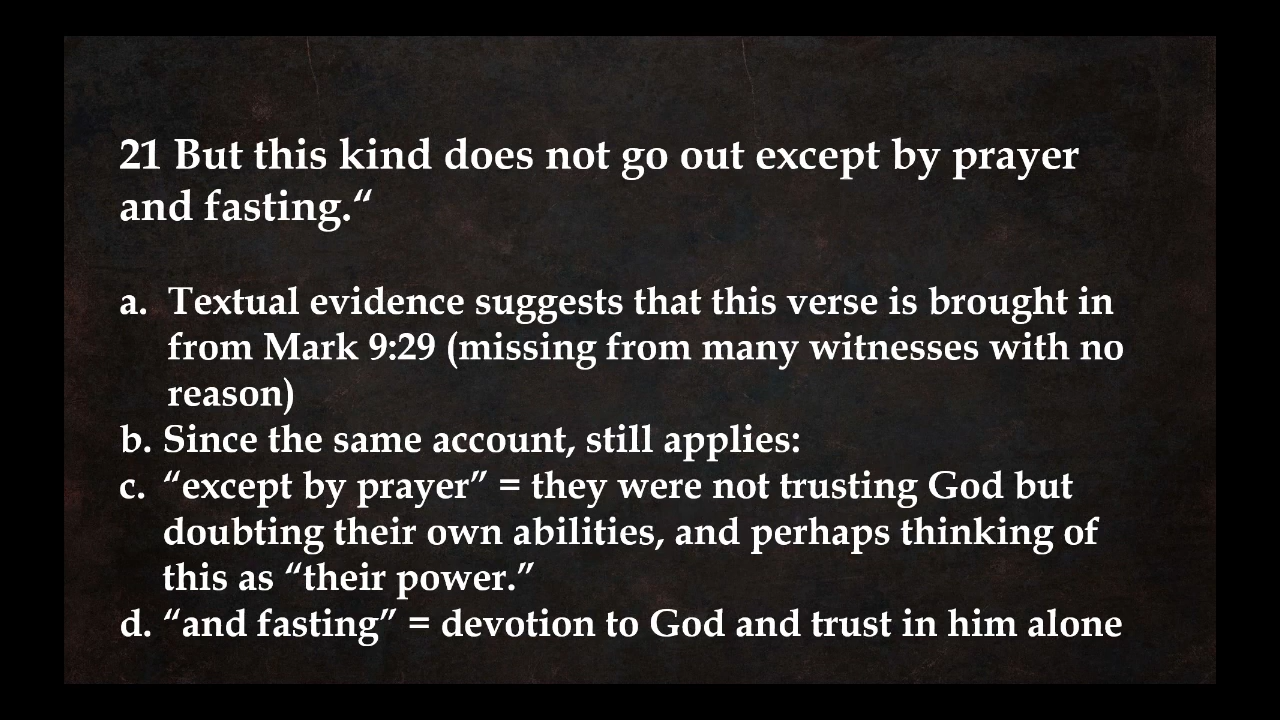 21 But this kind does not go out except by prayer
and fasting.“
a. Textual evidence suggests that this verse is brought in
from Mark 9:29 (missing from many witnesses with no
reason)
b. Since the same account, still applies:
c. “except by prayer” = they were not trusting God but
doubting their own abilities, and perhaps thinking of
this as “their power.”
d. “and fasting” = devotion to God and trust in him alone